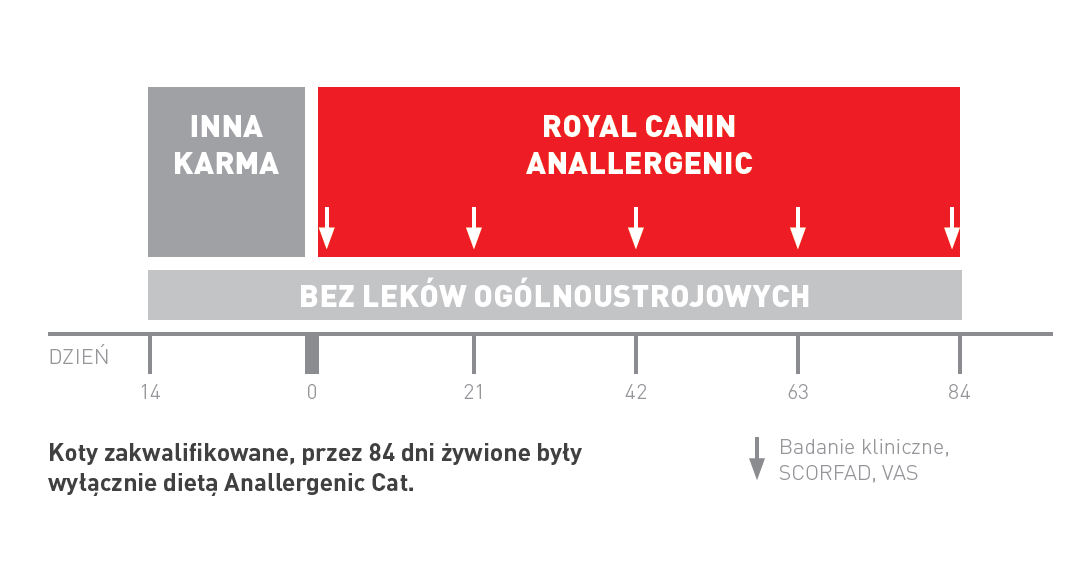 INNA
KARMA
ROYAL CANIN
ANALLERGENIC
BEZ LEKÓW OGÓLNOUSTROJOWYCH
DZIEŃ
14 0 21 42 63 84
Koty zakwalifikowane, przez 84 dni żywione były
wyłącznie dietą Anallergenic Cat.
Badanie kliniczne,
SCORFAD, VAS